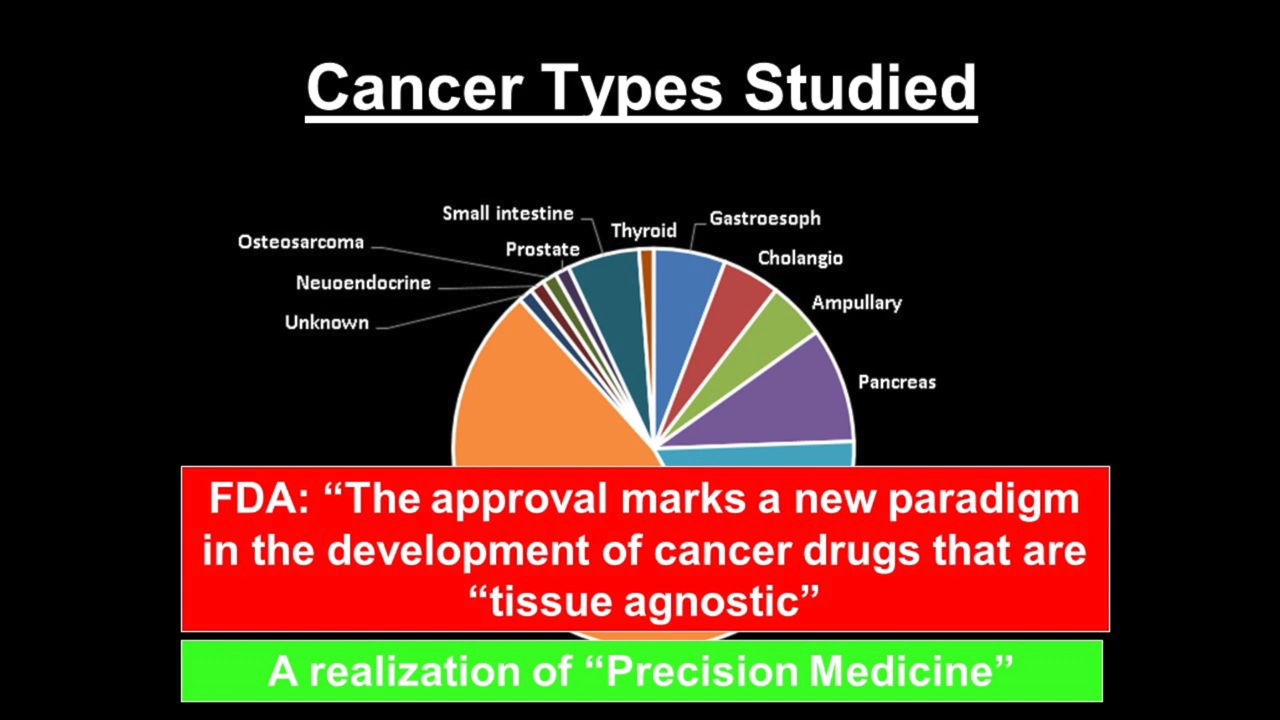 Cancer Types Studied
Small intestine
Thyroid
Gastroesoph
Osteosarcoma
Prostate
Cholangio
Neuoendocrine
Ampullary
Unknown
Pancreas
FDA: “The approval marks a new paradigm
in the development of cancer drugs that are
“tissue agnostic”
A realization of “Precision Medicine”